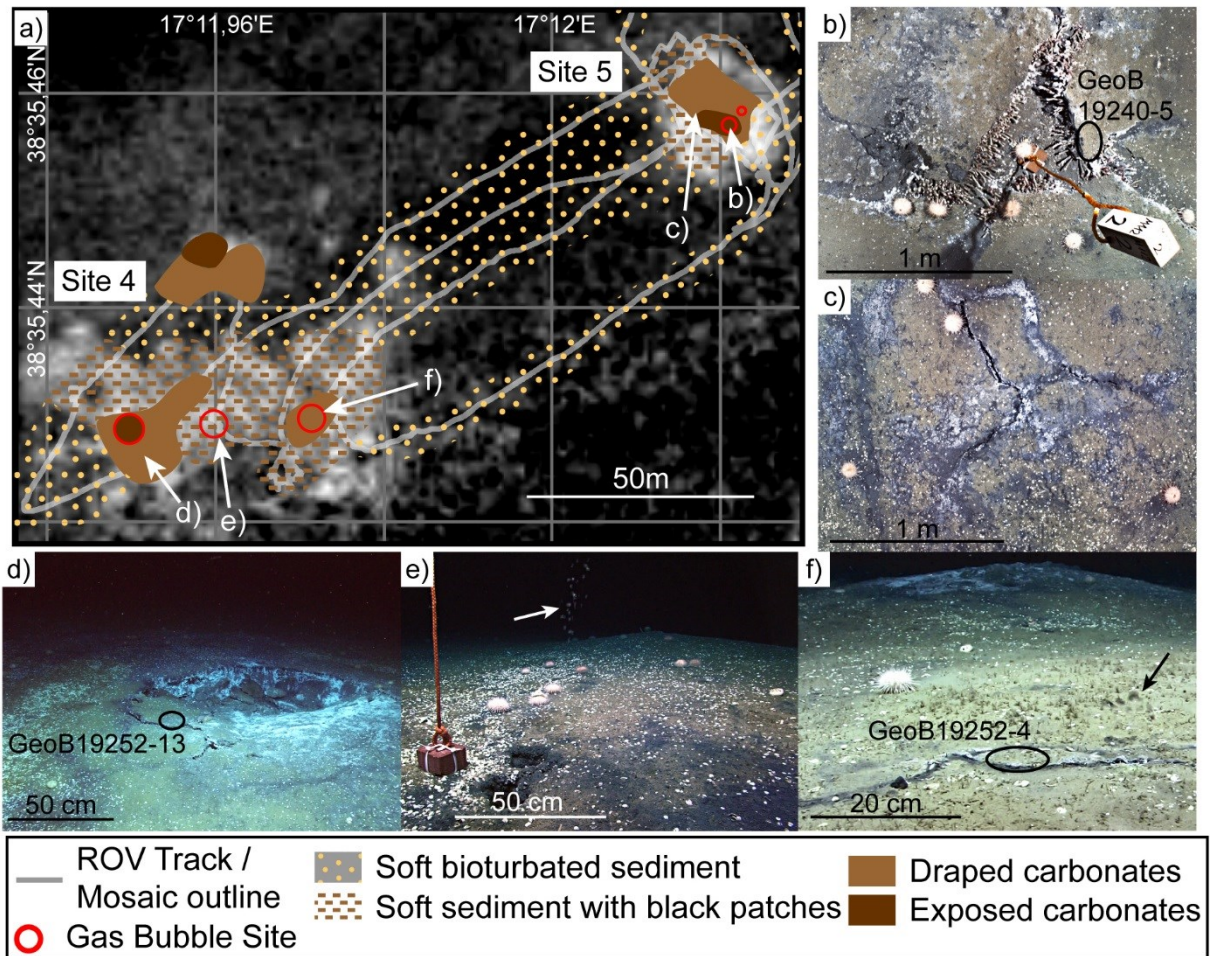 a)
17°11,96'E
17°12'E
38°35,46'N
38°35,44'N
Site 5
Site 4
b)
c)
d)
e)
f)
50m
b)
GeoB
19240-5
1 m
c)
1 m
d)
GeoB19252-13
50 cm
e)
50 cm
f)
GeoB19252-4
20 cm
ROV Track /
Mosaic outline
Gas Bubble Site
Soft bioturbated sediment
Soft sediment with black patches
Draped carbonates
Exposed carbonates